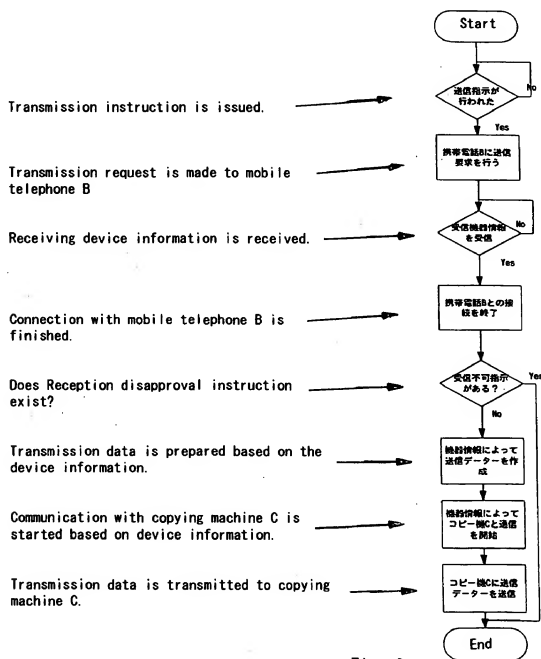 Start
送信指示が
行われた
No
Transmission instruction is issued.
Yes
携帯電話Bに送信
要求を行う
Transmission request is made to mobile
telephone B
受信機器情報
を受信
No
Receiving device information is received.
Yes
携帯電話Bとの接
続を終了
Connection with mobile telephone B is
finished.
受信不可指示
がある?
Yes
Does Reception disapproval instruction
exist?
No
機器情報によって
送信データーを作
成
Transmission data is prepared based on the
device information.
機器情報によって
コピー機Cと通信
を開始
Communication with copying machine C is
started based on device information.
コピー機Cに送信
データーを送信
Transmission data is transmitted to copying
machine C.
End